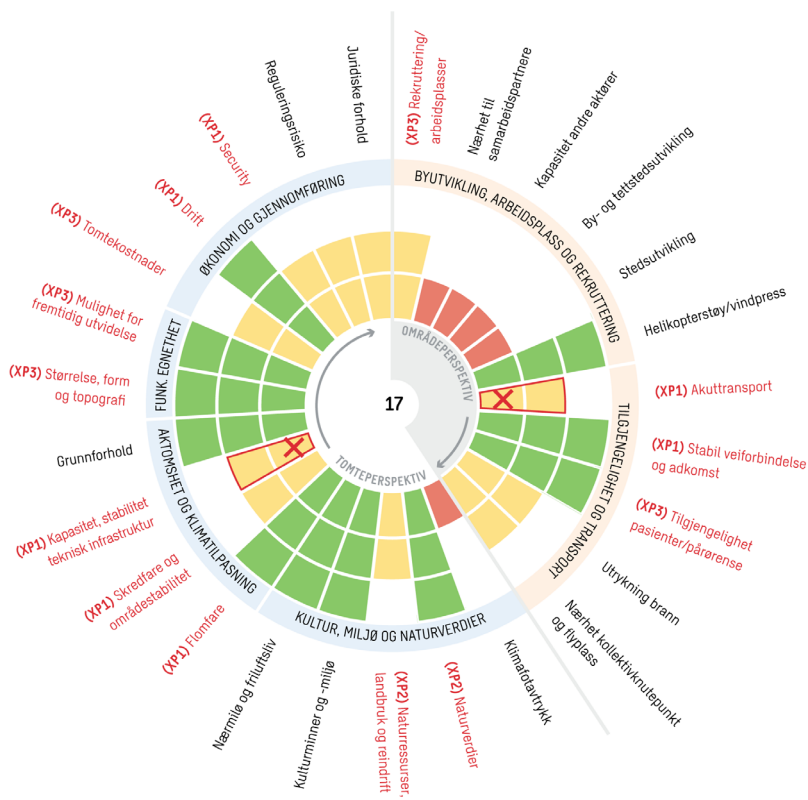 (XP3) Rekruttering/
arbeidsplasser
Nærhet til
samarbeidspartnere
Kapasitet andre aktører
By- og tettstedsutvikling
Stedsutvikling
Helikopterstøy/vindpress
(XP1) Akuttransport
(XP1) Stabil veiforbindelse
og adkomst
(XP3) Tilgjengelighet
pasienter/pårørense
Utrykning brann
Nærhet kollektivknutepunkt
og flyplass
Klimafotavtrykk
(XP2) Naturverdier
(XP2) Naturressurser,
landbruk og reindrift
Kulturminner og -miljø
Nærmilø og friluftsliv
(XP1) Flomfare
(XP1) Skredfare og
områdestabilitet
(XP1) Kapasitet, stabilitet
teknisk infrastruktur
Grunnforhold
(XP3) Størrelse, form
og topografi
(XP3) Mulighet for
fremtidig utvidelse
(XP3) Tomtekostnader
(XP1) Drift
(XP1) Security
Reguleringsrisiko
Juridiske forhold
BYUTVIKLING, ARBEIDSPLASS OG REKRUTTERING
TILGJENGELIGHET OG TRANSPORT
KULTUR, MILJØ OG NATURVERDIER
AKTOMSHET OG KLIMATILPASNING
FUNK. EGNETHET
ØKONOMI OG GJENNOMFØRING
OMRÅDEPERSPEKTIV
TOMTEPERSPEKTIV
17